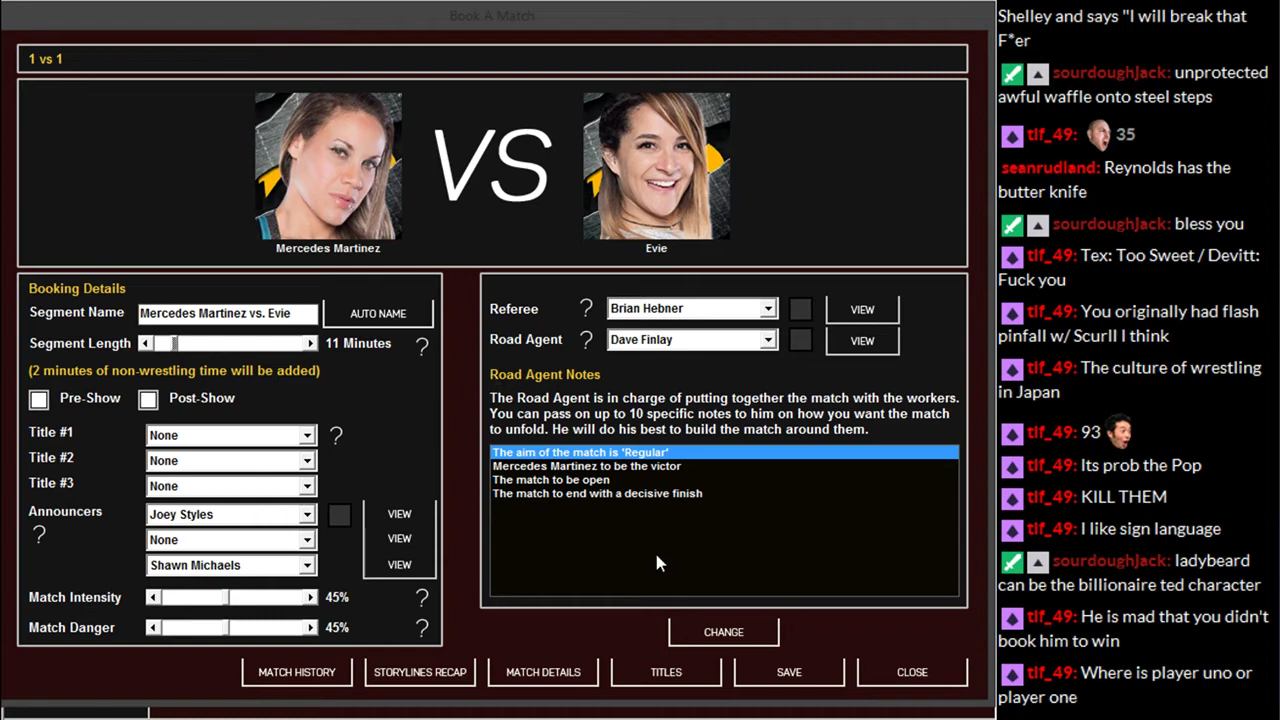 Book A Match
1 vs 1
VS
Mercedes Martinez
Evie
Booking Details
Segment Name
Mercedes Martinez vs. Evie
AUTO NAME
Segment Length
11 Minutes
?
(2 minutes of non-wrestling time will be added)
Pre-Show
Post-Show
Title #1
None
?
Title #2
None
Title #3
None
Announcers
Joey Styles
VIEW
?
None
VIEW
Shawn Michaels
VIEW
Match Intensity
45%
?
Match Danger
45%
?
Referee
?
Brian Hebner
VIEW
Road Agent
?
Dave Finlay
VIEW
Road Agent Notes
The Road Agent is in charge of putting together the match with the workers.
You can pass on up to 10 specific notes to him on how you want the match
to unfold. He will do his best to build the match around them.
The aim of the match is 'Regular'
Mercedes Martinez to be the victor
The match to be open
The match to end with a decisive finish
CHANGE
MATCH HISTORY
STORYLINES RECAP
MATCH DETAILS
TITLES
SAVE
CLOSE
Shelley and says "I will break that
F*er
sourdoughjack: unprotected
awful waffle onto steel steps
tlf_49: 35
seanrudland: Reynolds has the
butter knife
sourdoughjack: bless you
tlf_49: Tex: Too Sweet / Devitt:
Fuck you
tlf_49: You originally had flash
pinfall w/ Scurll I think
tlf_49: The culture of wrestling
in Japan
tlf_49: 93
tlf_49: Its prob the Pop
tlf_49: KILL THEM
tlf_49: I like sign language
sourdoughjack: ladybeard
can be the billionaire ted character
tlf_49: He is mad that you didn't
book him to win
tlf_49: Where is player uno or
player one